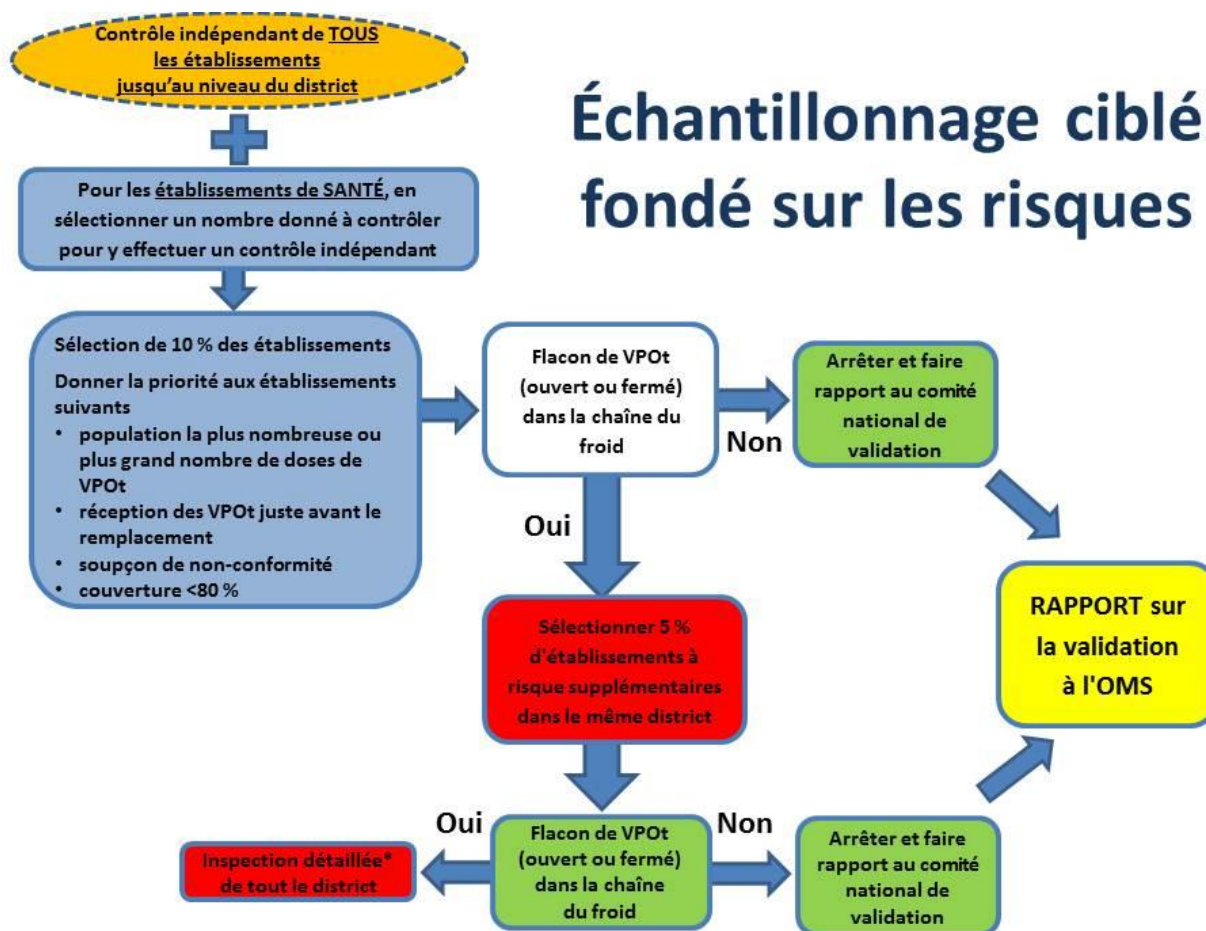 Contrôle indépendant de TOUS
les établissements
jusqu'au niveau du district
Échantillonnage ciblé
fondé sur les risques
Pour les établissements de SANTÉ, en
sélectionner un nombre donné à contrôler
pour y effectuer un contrôle indépendant
Sélection de 10 % des établissements
Donner la priorité aux établissements
suivants
• population la plus nombreuse ou
plus grand nombre de doses de
VPOt
• réception des VPOt juste avant le
remplacement
• soupçon de non-conformité
• couverture <80 %
Flacon de VPOt
(ouvert ou fermé)
dans la chaîne du
froid
Non
Arrêter et faire
rapport au comité
national de
validation
Oui
Sélectionner 5 %
d'établissements à
risque supplémentaires
dans le même district
RAPPORT sur
la validation
à l'OMS
Oui
Flacon de VPOt
(ouvert ou fermé)
dans la chaîne
du froid
Non
Arrêter et faire
rapport au comité
national de
validation
Inspection détaillée*
de tout le district